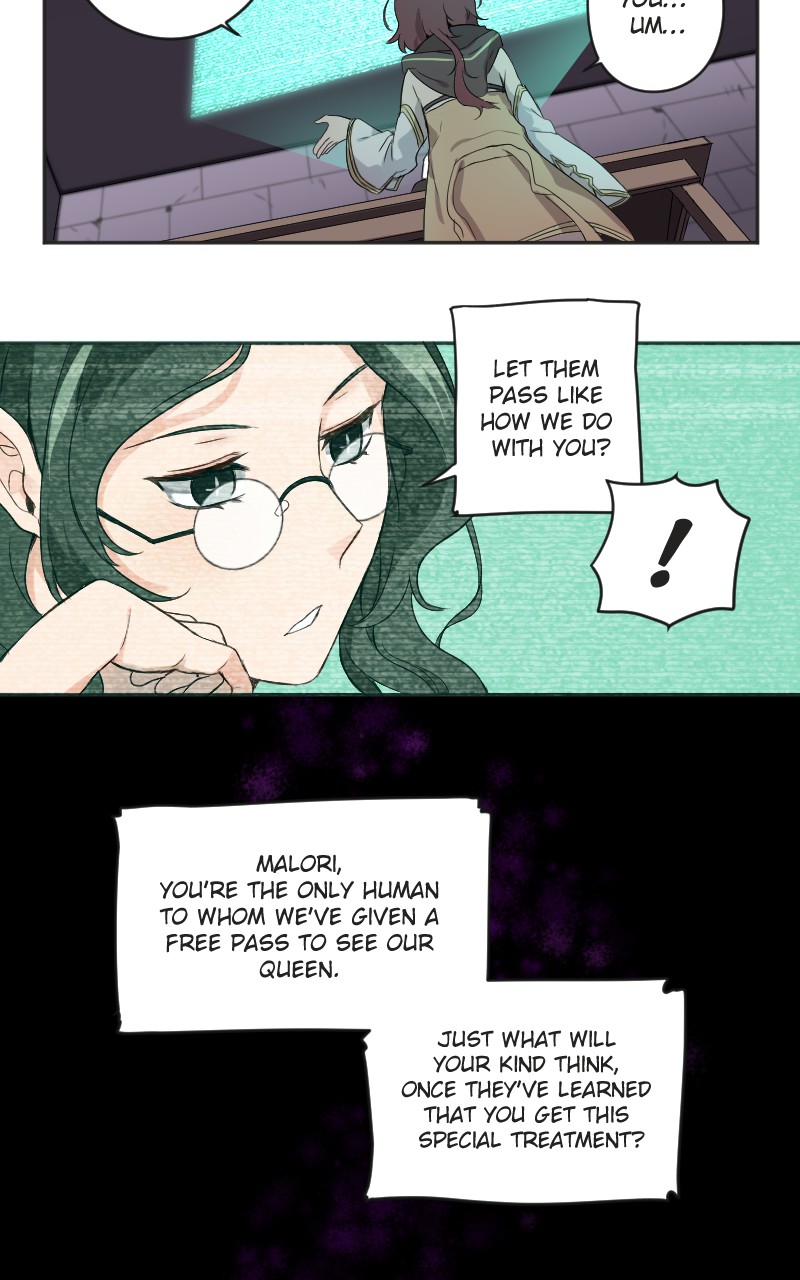 YOU...
UM...
LET THEM
PASS LIKE
HOW WE DO
WITH YOU?
!
MALORI,
YOU'RE THE ONLY HUMAN
TO WHOM WE'VE GIVEN A
FREE PASS TO SEE OUR
QUEEN.
JUST WHAT WILL
YOUR KIND THINK,
ONCE THEY'VE LEARNED
THAT YOU GET THIS
SPECIAL TREATMENT?